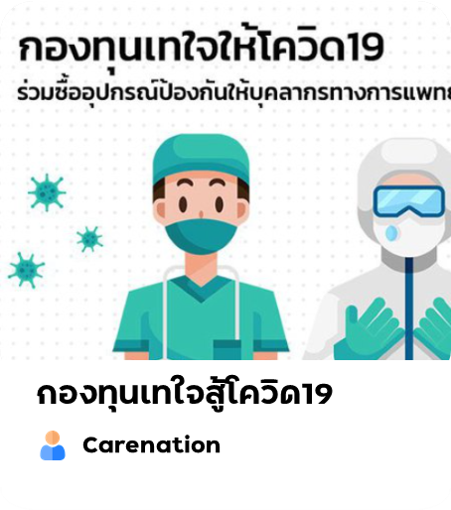 กองทุนเทใจให้โควิด19
ร่วมซื้ออุปกรณ์ป้องกันให้บุคลากรทางการแพทย์
กองทุนเทใจสู้โควิด19
Carenation